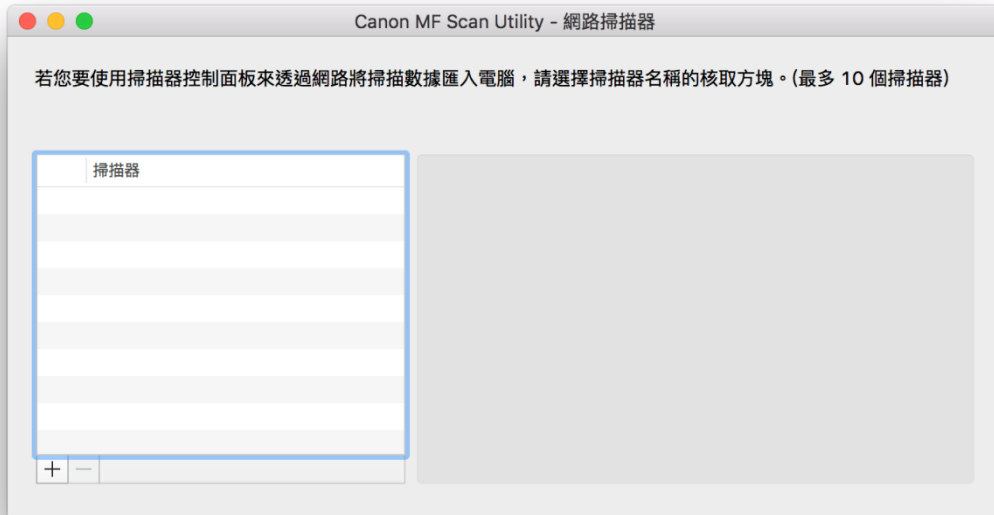 Canon MF Scan Utility - 網路掃描器
若您要使用掃描器控制面板來透過網路將掃描數據匯入電腦，請選擇掃描器名稱的核取方塊。(最多 10 個掃描器)
掃描器